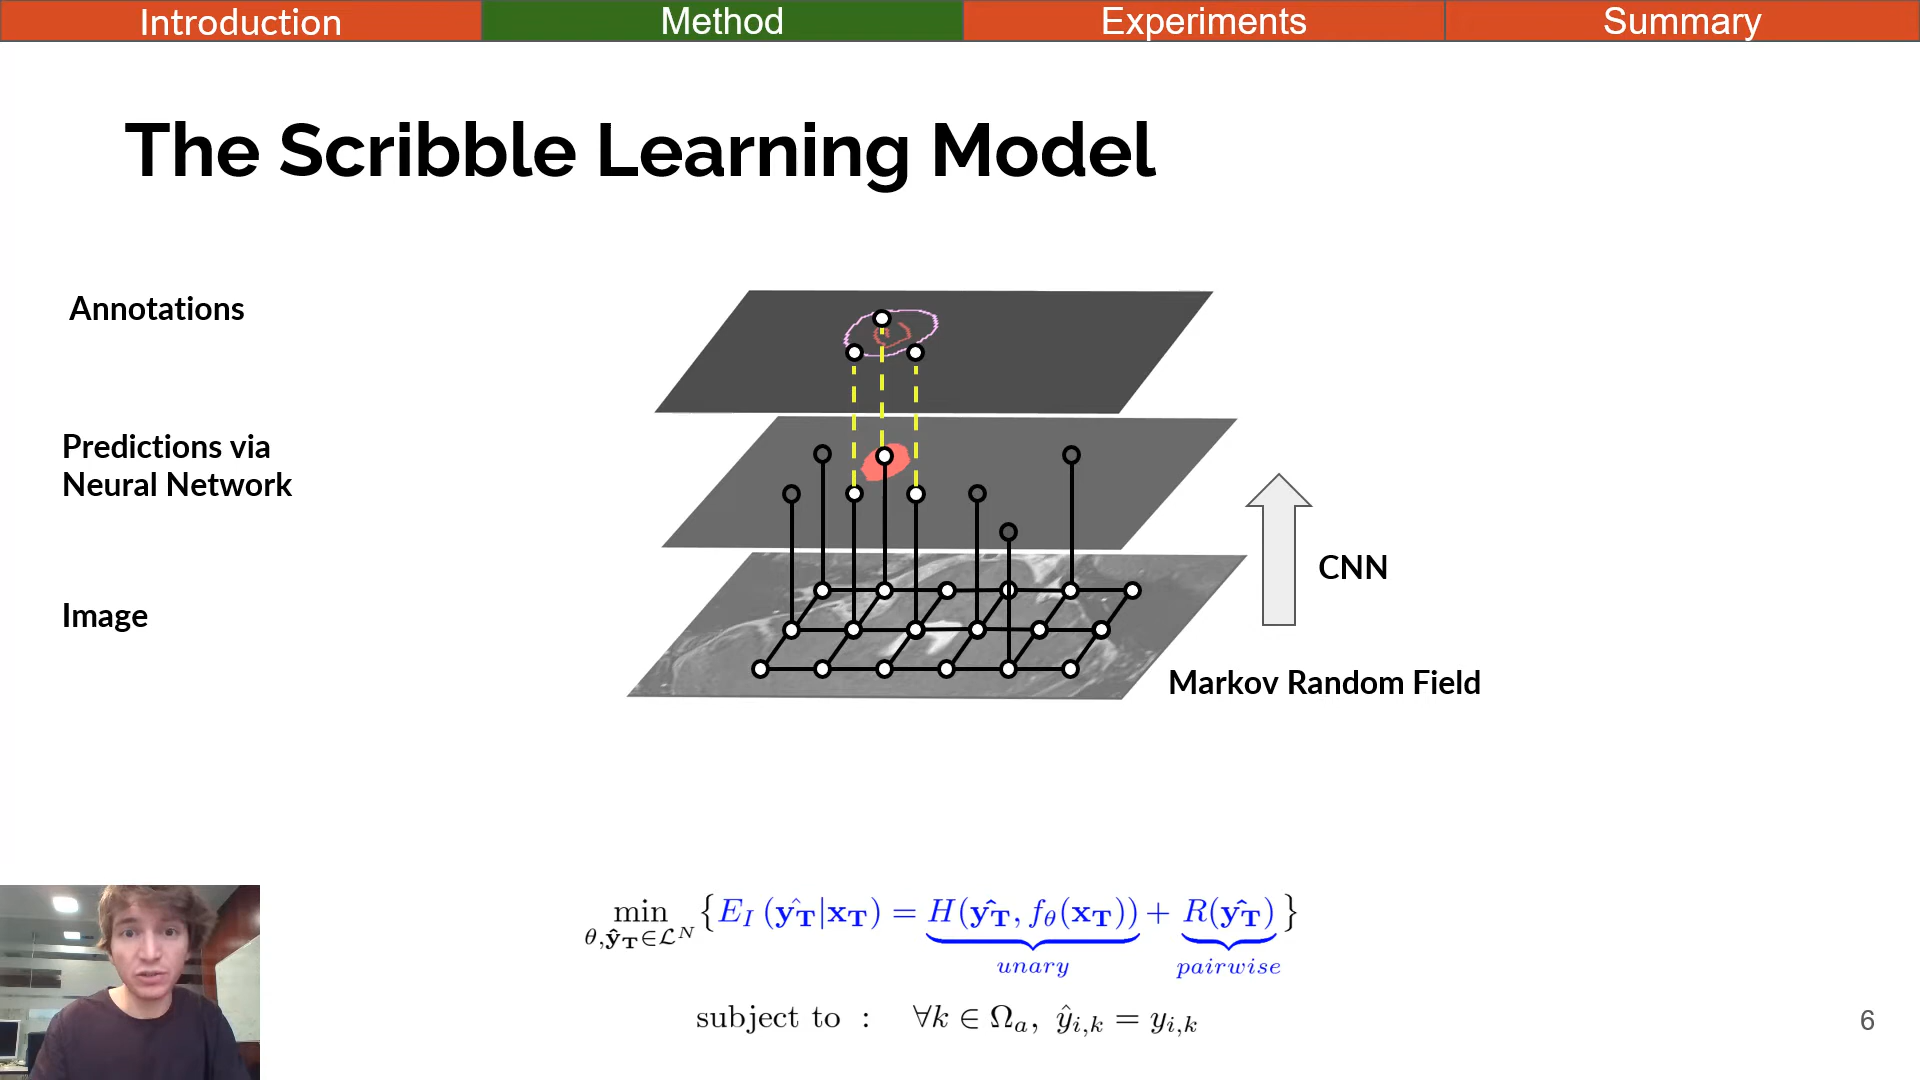 Introduction Method Experiments Summary
The Scribble Learning Model
Annotations
Predictions via
Neural Network
Image
CNN
Markov Random Field
min {E_I (ŷ_T|x_T) = H(ŷ_T, f_θ(x_T)) + R(ŷ_T)}
θ,ŷ_T∈ℒ^N
unary pairwise
subject to : ∀k ∈ Ω_a, ŷ_{i,k} = y_{i,k}
6